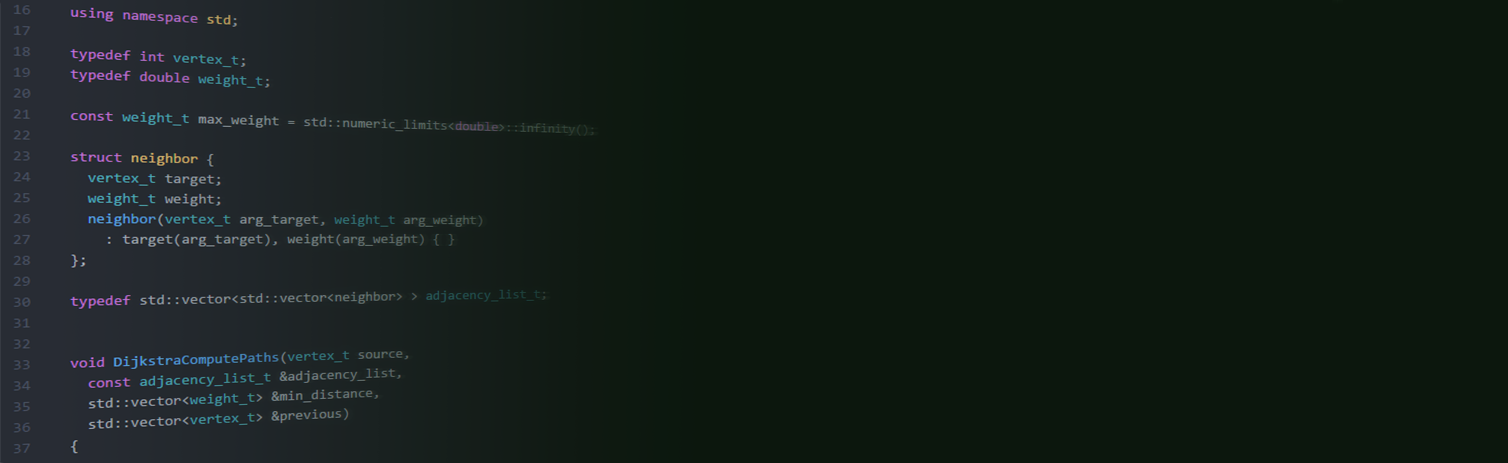 16 using namespace std;
17
18 typedef int vertex_t;
19 typedef double weight_t;
20
21 const weight_t max_weight = std::numeric_limits<double>::infinity();
22
23 struct neighbor {
24 vertex_t target;
25 weight_t weight;
26 neighbor(vertex_t arg_target, weight_t arg_weight)
27 : target(arg_target), weight(arg_weight) { }
28 };
29
30 typedef std::vector<std::vector<neighbor> > adjacency_list_t;
31
32
33 void DijkstraComputePaths(vertex_t source,
34 const adjacency_list_t &adjacency_list,
35 std::vector<weight_t> &min_distance,
36 std::vector<vertex_t> &previous)
37 {